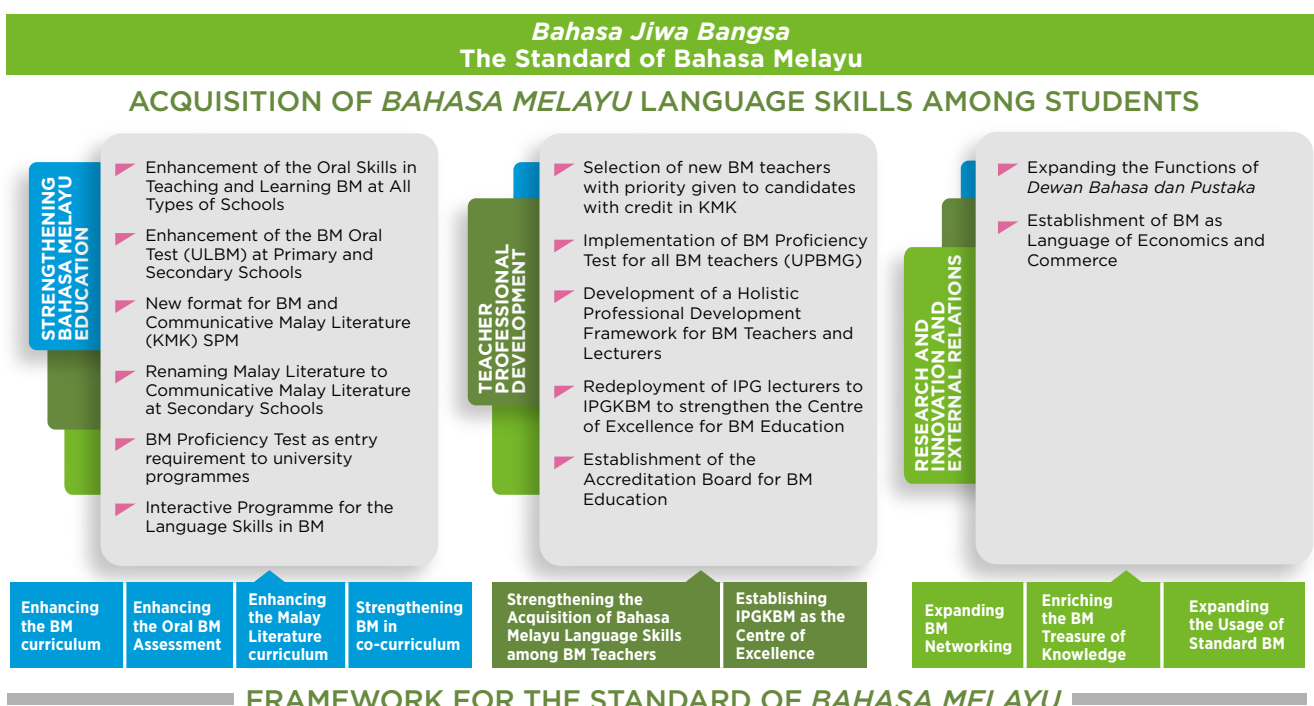 Bahasa Jiwa Bangsa
The Standard of Bahasa Melayu
ACQUISITION OF BAHASA MELAYU LANGUAGE SKILLS AMONG STUDENTS
STRENGTHENING
BAHASA MELAYU
EDUCATION
Enhancement of the Oral Skills in
Teaching and Learning BM at All
Types of Schools
Enhancement of the BM Oral
Test (ULBM) at Primary and
Secondary Schools
New format for BM and
Communicative Malay Literature
(KMK) SPM
Renaming Malay Literature to
Communicative Malay Literature
at Secondary Schools
BM Proficiency Test as entry
requirement to university
programmes
Interactive Programme for the
Language Skills in BM
TEACHER
PROFESSIONAL
DEVELOPMENT
Selection of new BM teachers
with priority given to candidates
with credit in KMK
Implementation of BM Proficiency
Test for all BM teachers (UPBMG)
Development of a Holistic
Professional Development
Framework for BM Teachers and
Lecturers
Redeployment of IPG lecturers to
IPGKBM to strengthen the Centre
of Excellence for BM Education
Establishment of the
Accreditation Board for BM
Education
RESEARCH AND
INNOVATION AND
EXTERNAL RELATIONS
Expanding the Functions of
Dewan Bahasa dan Pustaka
Establishment of BM as
Language of Economics and
Commerce
Enhancing
the BM
curriculum
Enhancing
the Oral BM
Assessment
Enhancing
the Malay
Literature
curriculum
Strengthening
BM in
co-curriculum
Strengthening the
Acquisition of Bahasa
Melayu Language Skills
among BM Teachers
Establishing
IPGKBM as the
Centre of
Excellence
Expanding
BM
Networking
Enriching
the BM
Treasure of
Knowledge
Expanding
the Usage of
Standard BM
FRAMEWORK FOR THE STANDARD OF BAHASA MELAYU